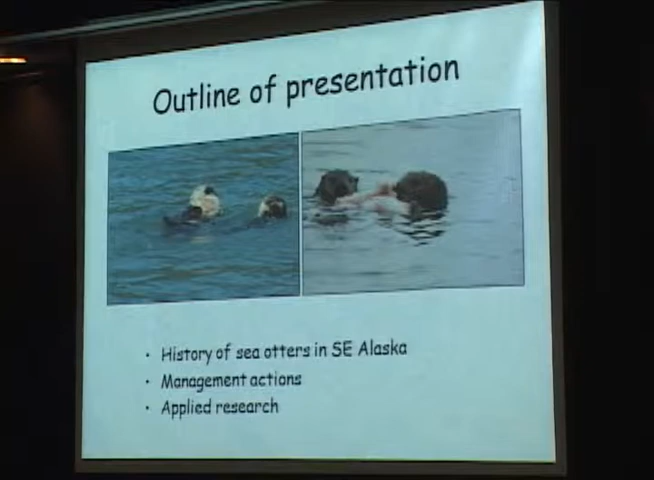 Outline of presentation
· History of sea otters in SE Alaska
· Management actions
· Applied research